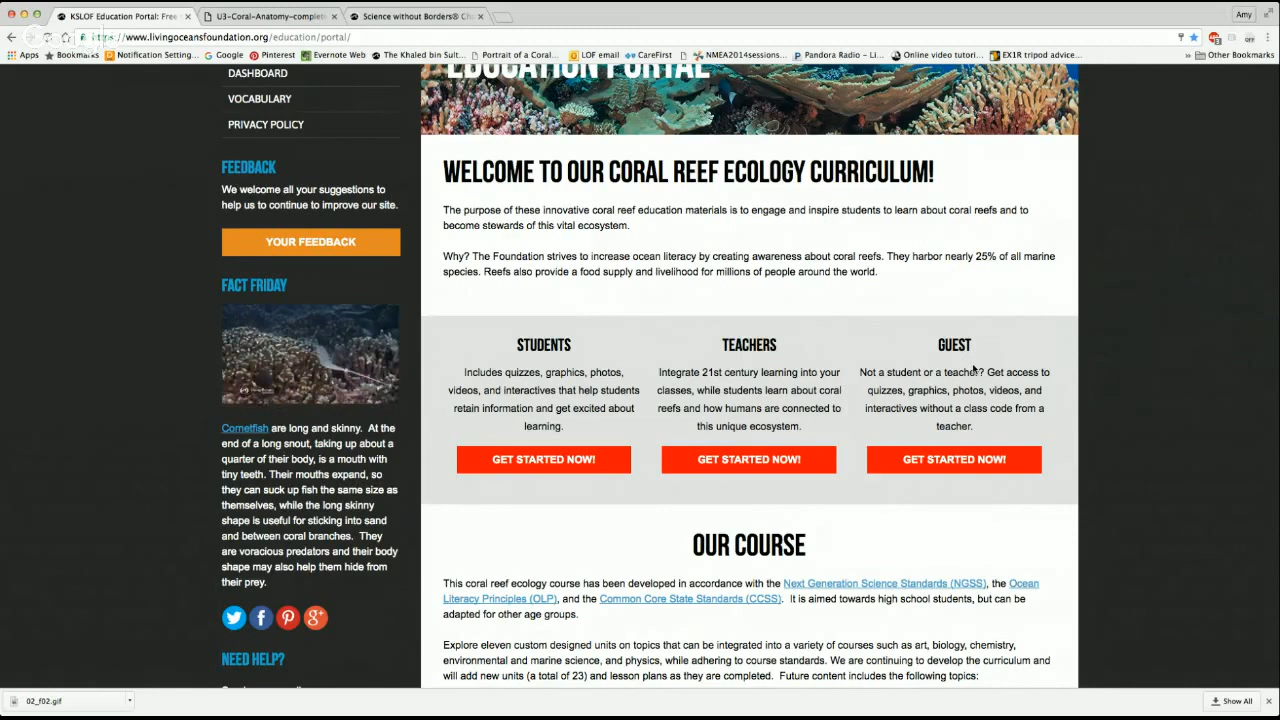 KSLOF Education Portal: Free
U3-Coral-Anatomy-complete
Science without Borders® Ch
Amy
https://www.livingoceansfoundation.org/education/portal/
Apps
Bookmarks
Notification Setting...
Google
Pinterest
Evernote Web
The Khaled bin Sult...
Portrait of a Coral...
LOF email
CareFirst
NMEA2014sessions...
Pandora Radio - Li...
Online video tutori...
EX1R tripod advice...
» Other Bookmarks
EDUCATION PORTAL
DASHBOARD
VOCABULARY
PRIVACY POLICY
FEEDBACK
We welcome all your suggestions to
help us to continue to improve our site.
YOUR FEEDBACK
FACT FRIDAY
Cornetfish are long and skinny. At the
end of a long snout, taking up about a
quarter of their body, is a mouth with
tiny teeth. Their mouths expand, so
they can suck up fish the same size as
themselves, while the long skinny
shape is useful for sticking into sand
and between coral branches. They
are voracious predators and their body
shape may also help them hide from
their prey.
NEED HELP?
WELCOME TO OUR CORAL REEF ECOLOGY CURRICULUM!
The purpose of these innovative coral reef education materials is to engage and inspire students to learn about coral reefs and to
become stewards of this vital ecosystem.
Why? The Foundation strives to increase ocean literacy by creating awareness about coral reefs. They harbor nearly 25% of all marine
species. Reefs also provide a food supply and livelihood for millions of people around the world.
STUDENTS
Includes quizzes, graphics, photos,
videos, and interactives that help students
retain information and get excited about
learning.
GET STARTED NOW!
TEACHERS
Integrate 21st century learning into your
classes, while students learn about coral
reefs and how humans are connected to
this unique ecosystem.
GET STARTED NOW!
GUEST
Not a student or a teacher? Get access to
quizzes, graphics, photos, videos, and
interactives without a class code from a
teacher.
GET STARTED NOW!
OUR COURSE
This coral reef ecology course has been developed in accordance with the Next Generation Science Standards (NGSS), the Ocean
Literacy Principles (OLP), and the Common Core State Standards (CCSS). It is aimed towards high school students, but can be
adapted for other age groups.
Explore eleven custom designed units on topics that can be integrated into a variety of courses such as art, biology, chemistry,
environmental and marine science, and physics, while adhering to course standards. We are continuing to develop the curriculum and
will add new units (a total of 23) and lesson plans as they are completed. Future content includes the following topics:
02_f02.gif
Show All